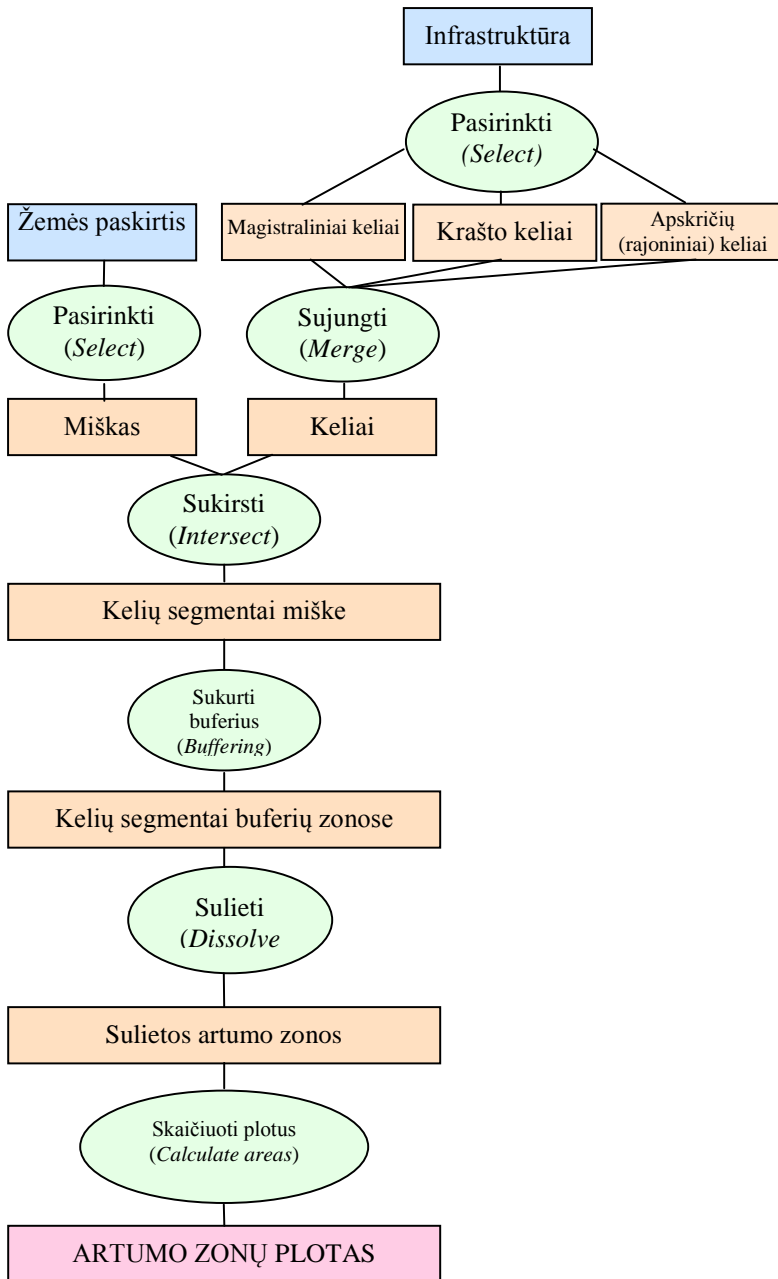 Infrastruktūra
Pasirinkti
(Select)
Magistraliniai keliai
Krašto keliai
Apskričių
(rajoniniai) keliai
Žemės paskirtis
Pasirinkti
(Select)
Sujungti
(Merge)
Miškas
Keliai
Sukirsti
(Intersect)
Kelių segmentai miške
Sukurti
buferius
(Buffering)
Kelių segmentai buferių zonose
Sulieti
(Dissolve
Sulietos artumo zonos
Skaičiuoti plotus
(Calculate areas)
ARTUMO ZONŲ PLOTAS